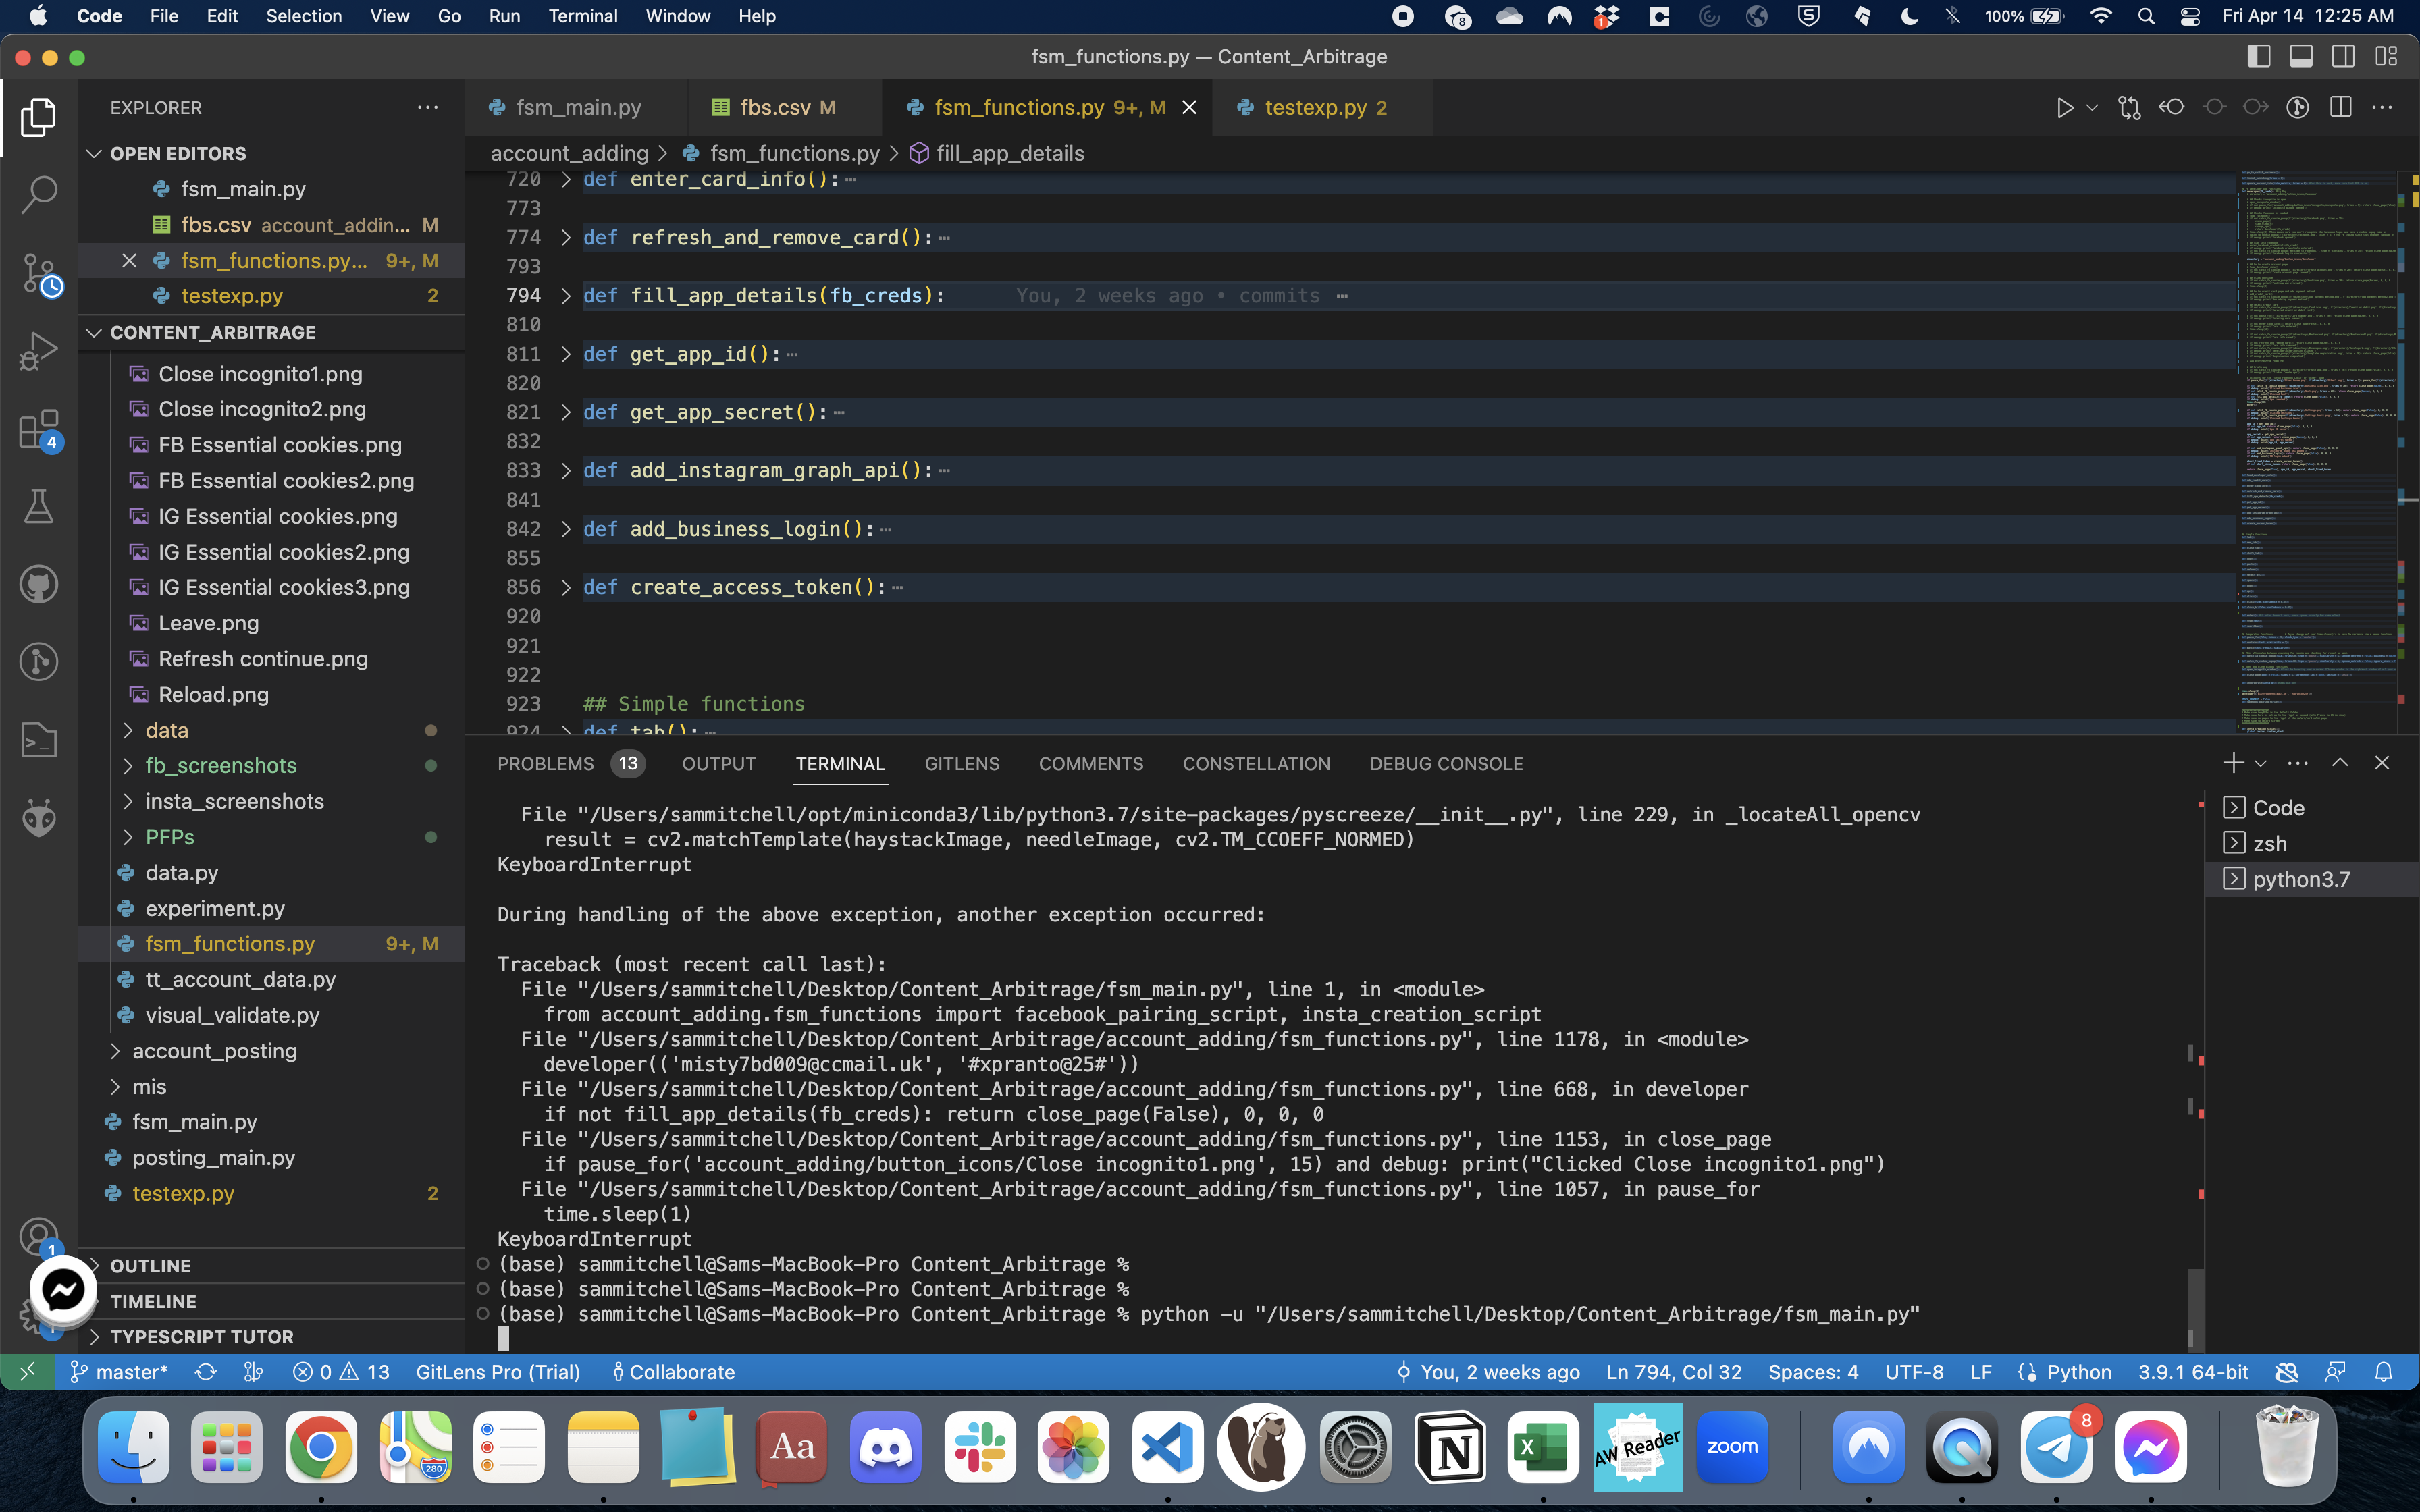 Code File Edit Selection View Go Run Terminal Window Help
8 1 100% Fri Apr 14 12:25 AM
fsm_functions.py — Content_Arbitrage
EXPLORER
OPEN EDITORS
fsm_main.py
fbs.csv account_addin... M
fsm_functions.py... 9+, M
testexp.py 2
CONTENT_ARBITRAGE
Close incognito1.png
Close incognito2.png
FB Essential cookies.png
FB Essential cookies2.png
IG Essential cookies.png
IG Essential cookies2.png
IG Essential cookies3.png
Leave.png
Refresh continue.png
Reload.png
data
fb_screenshots
insta_screenshots
PFPs
data.py
experiment.py
fsm_functions.py 9+, M
tt_account_data.py
visual_validate.py
account_posting
mis
fsm_main.py
posting_main.py
testexp.py 2
OUTLINE
TIMELINE
TYPESCRIPT TUTOR
4
1
1
fsm_main.py fbs.csv M fsm_functions.py 9+, M testexp.py 2
account_adding > fsm_functions.py > fill_app_details
720 def enter_card_info():
773
774 def refresh_and_remove_card():
793
794 def fill_app_details(fb_creds): You, 2 weeks ago • commits
810
811 def get_app_id():
820
821 def get_app_secret():
832
833 def add_instagram_graph_api():
841
842 def add_business_login():
855
856 def create_access_token():
920
921
922
923 ## Simple functions
924 def tab():
PROBLEMS 13 OUTPUT TERMINAL GITLENS COMMENTS CONSTELLATION DEBUG CONSOLE
File "/Users/sammitchell/opt/miniconda3/lib/python3.7/site-packages/pyscreeze/__init__.py", line 229, in _locateAll_opencv
result = cv2.matchTemplate(haystackImage, needleImage, cv2.TM_CCOEFF_NORMED)
KeyboardInterrupt
During handling of the above exception, another exception occurred:
Traceback (most recent call last):
File "/Users/sammitchell/Desktop/Content_Arbitrage/fsm_main.py", line 1, in <module>
from account_adding.fsm_functions import facebook_pairing_script, insta_creation_script
File "/Users/sammitchell/Desktop/Content_Arbitrage/account_adding/fsm_functions.py", line 1178, in <module>
developer(('misty7bd009@ccmail.uk', '#xpranto@25#'))
File "/Users/sammitchell/Desktop/Content_Arbitrage/account_adding/fsm_functions.py", line 668, in developer
if not fill_app_details(fb_creds): return close_page(False), 0, 0, 0
File "/Users/sammitchell/Desktop/Content_Arbitrage/account_adding/fsm_functions.py", line 1153, in close_page
if pause_for('account_adding/button_icons/Close incognito1.png', 15) and debug: print("Clicked Close incognito1.png")
File "/Users/sammitchell/Desktop/Content_Arbitrage/account_adding/fsm_functions.py", line 1057, in pause_for
time.sleep(1)
KeyboardInterrupt
(base) sammitchell@Sams-MacBook-Pro Content_Arbitrage %
(base) sammitchell@Sams-MacBook-Pro Content_Arbitrage %
(base) sammitchell@Sams-MacBook-Pro Content_Arbitrage % python -u "/Users/sammitchell/Desktop/Content_Arbitrage/fsm_main.py"
Code
zsh
python3.7
master* 0 13 GitLens Pro (Trial) Collaborate You, 2 weeks ago Ln 794, Col 32 Spaces: 4 UTF-8 LF Python 3.9.1 64-bit
280
Aa
N
X
AW Reader
zoom
8